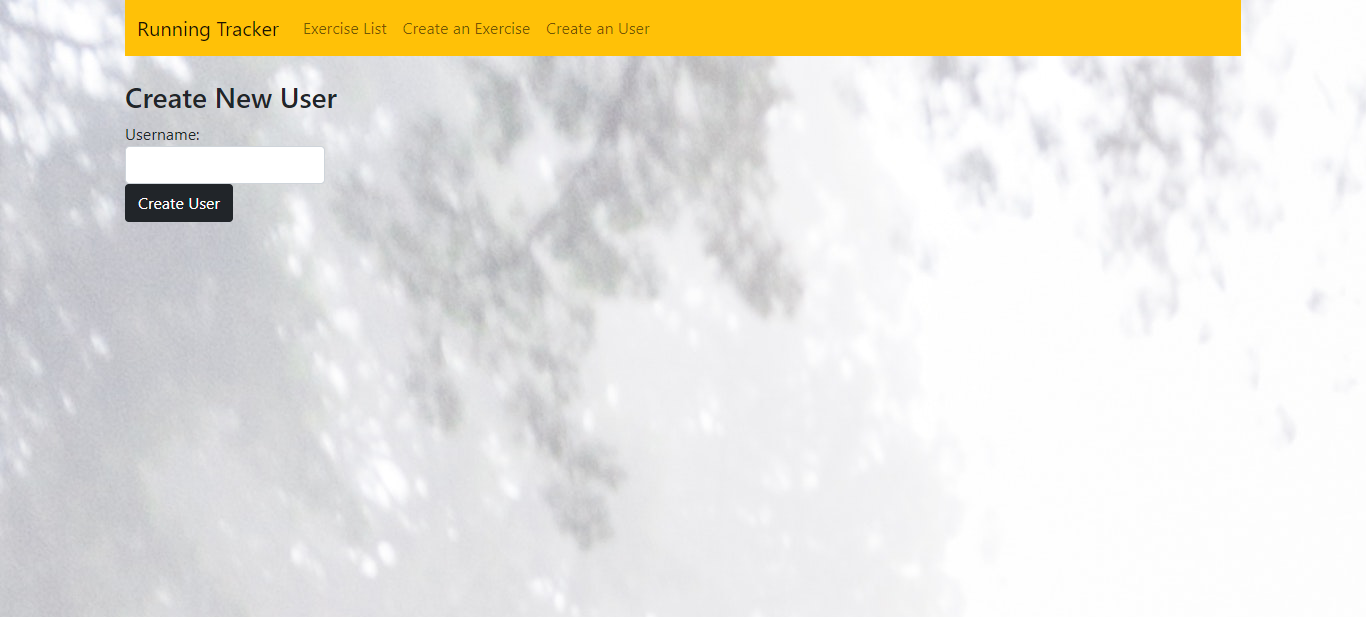 Running Tracker Exercise List Create an Exercise Create an User
Create New User
Username:
Create User